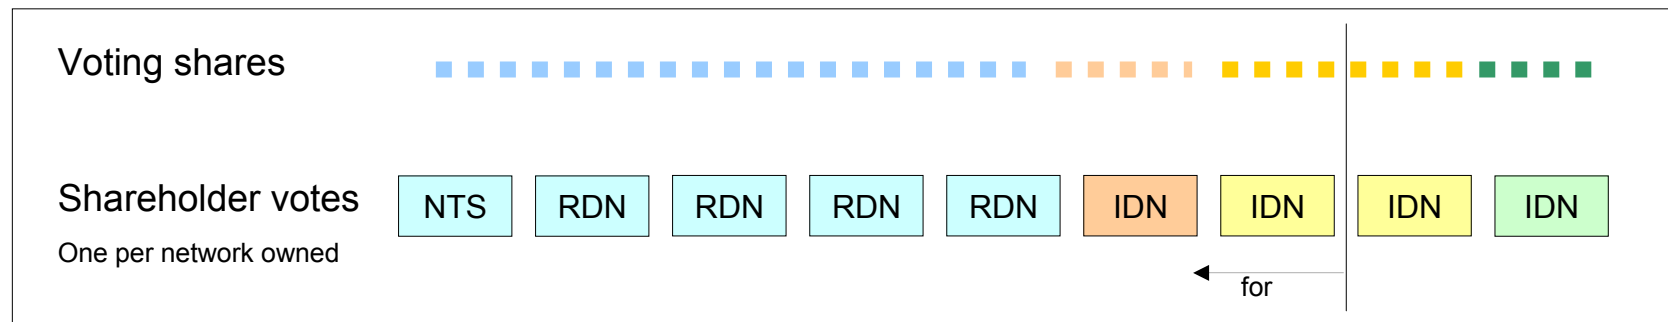 Voting shares
Shareholder votes
NTS RDN RDN RDN RDN IDN IDN IDN IDN
One per network owned
for